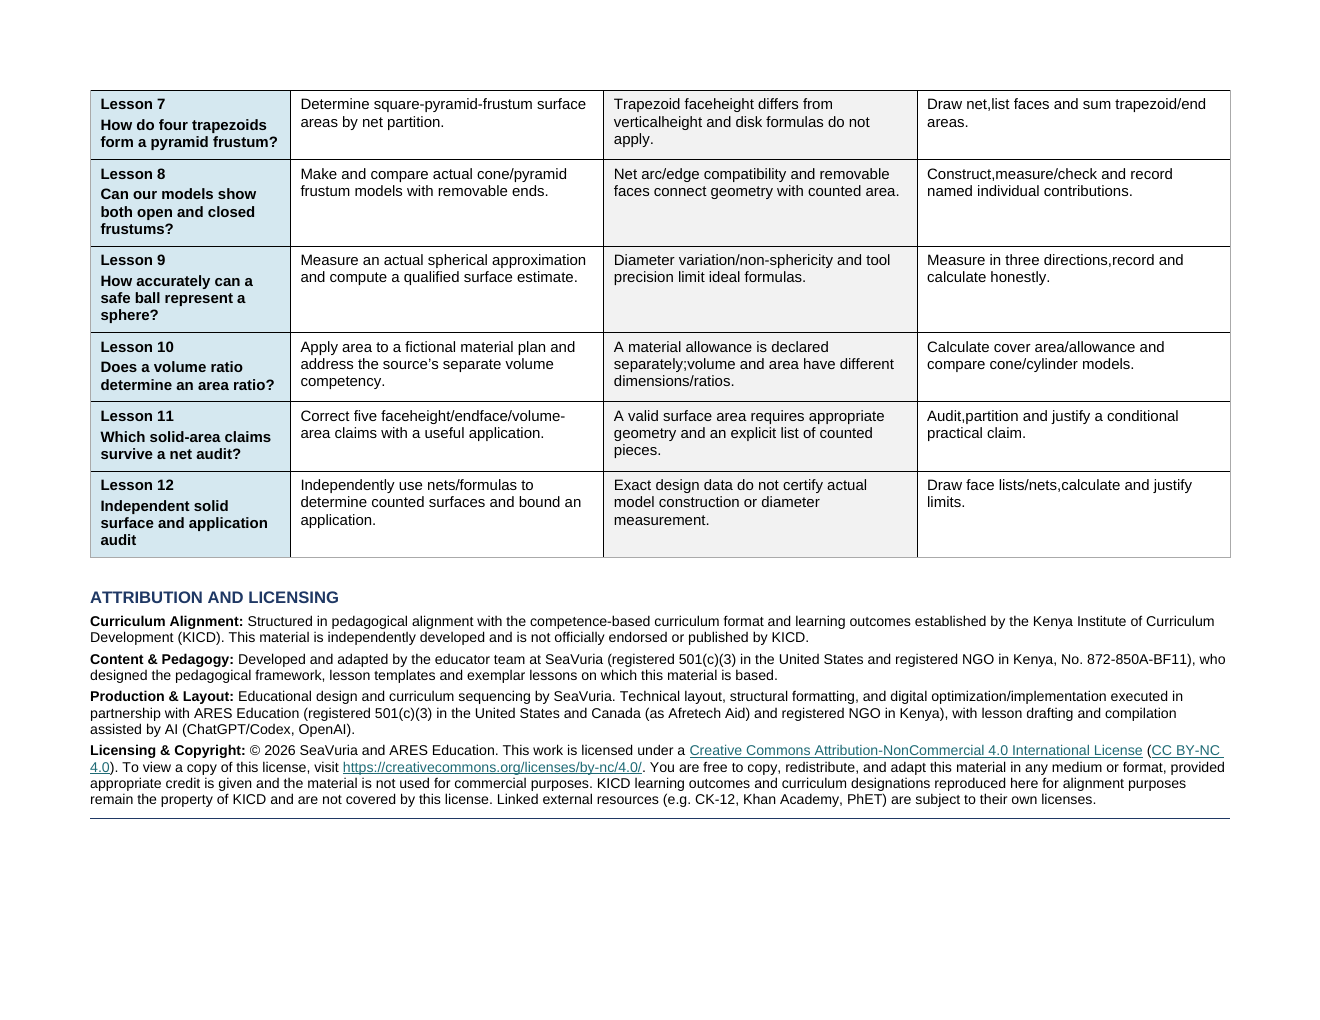 Lesson 7
How do four trapezoids
form a pyramid frustum?
Determine square-pyramid-frustum surface
areas by net partition.
Trapezoid faceheight differs from
verticalheight and disk formulas do not
apply.
Draw net,list faces and sum trapezoid/end
areas.
Lesson 8
Can our models show
both open and closed
frustums?
Make and compare actual cone/pyramid
frustum models with removable ends.
Net arc/edge compatibility and removable
faces connect geometry with counted area.
Construct,measure/check and record
named individual contributions.
Lesson 9
How accurately can a
safe ball represent a
sphere?
Measure an actual spherical approximation
and compute a qualified surface estimate.
Diameter variation/non-sphericity and tool
precision limit ideal formulas.
Measure in three directions,record and
calculate honestly.
Lesson 10
Does a volume ratio
determine an area ratio?
Apply area to a fictional material plan and
address the source’s separate volume
competency.
A material allowance is declared
separately;volume and area have different
dimensions/ratios.
Calculate cover area/allowance and
compare cone/cylinder models.
Lesson 11
Which solid-area claims
survive a net audit?
Correct five faceheight/endface/volume-
area claims with a useful application.
A valid surface area requires appropriate
geometry and an explicit list of counted
pieces.
Audit,partition and justify a conditional
practical claim.
Lesson 12
Independent solid
surface and application
audit
Independently use nets/formulas to
determine counted surfaces and bound an
application.
Exact design data do not certify actual
model construction or diameter
measurement.
Draw face lists/nets,calculate and justify
limits.
ATTRIBUTION AND LICENSING
Curriculum Alignment: Structured in pedagogical alignment with the competence-based curriculum format and learning outcomes established by the Kenya Institute of Curriculum
Development (KICD). This material is independently developed and is not officially endorsed or published by KICD.
Content & Pedagogy: Developed and adapted by the educator team at SeaVuria (registered 501(c)(3) in the United States and registered NGO in Kenya, No. 872-850A-BF11), who
designed the pedagogical framework, lesson templates and exemplar lessons on which this material is based.
Production & Layout: Educational design and curriculum sequencing by SeaVuria. Technical layout, structural formatting, and digital optimization/implementation executed in
partnership with ARES Education (registered 501(c)(3) in the United States and Canada (as Afretech Aid) and registered NGO in Kenya), with lesson drafting and compilation
assisted by AI (ChatGPT/Codex, OpenAI).
Licensing & Copyright: © 2026 SeaVuria and ARES Education. This work is licensed under a Creative Commons Attribution-NonCommercial 4.0 International License (CC BY-NC
4.0). To view a copy of this license, visit https://creativecommons.org/licenses/by-nc/4.0/. You are free to copy, redistribute, and adapt this material in any medium or format, provided
appropriate credit is given and the material is not used for commercial purposes. KICD learning outcomes and curriculum designations reproduced here for alignment purposes
remain the property of KICD and are not covered by this license. Linked external resources (e.g. CK-12, Khan Academy, PhET) are subject to their own licenses.